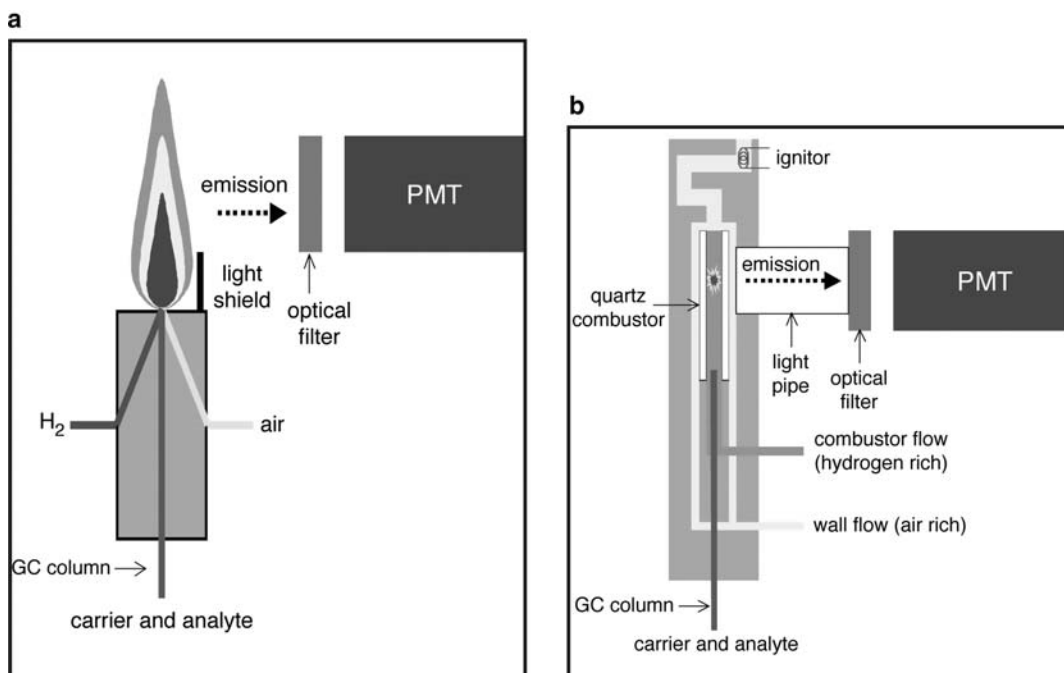 a
emission
PMT
light
shield
optical
filter
H2
air
GC column
carrier and analyte
b
ignitor
emission
PMT
quartz
combustor
light
pipe
optical
filter
combustor flow
(hydrogen rich)
wall flow (air rich)
GC column
carrier and analyte